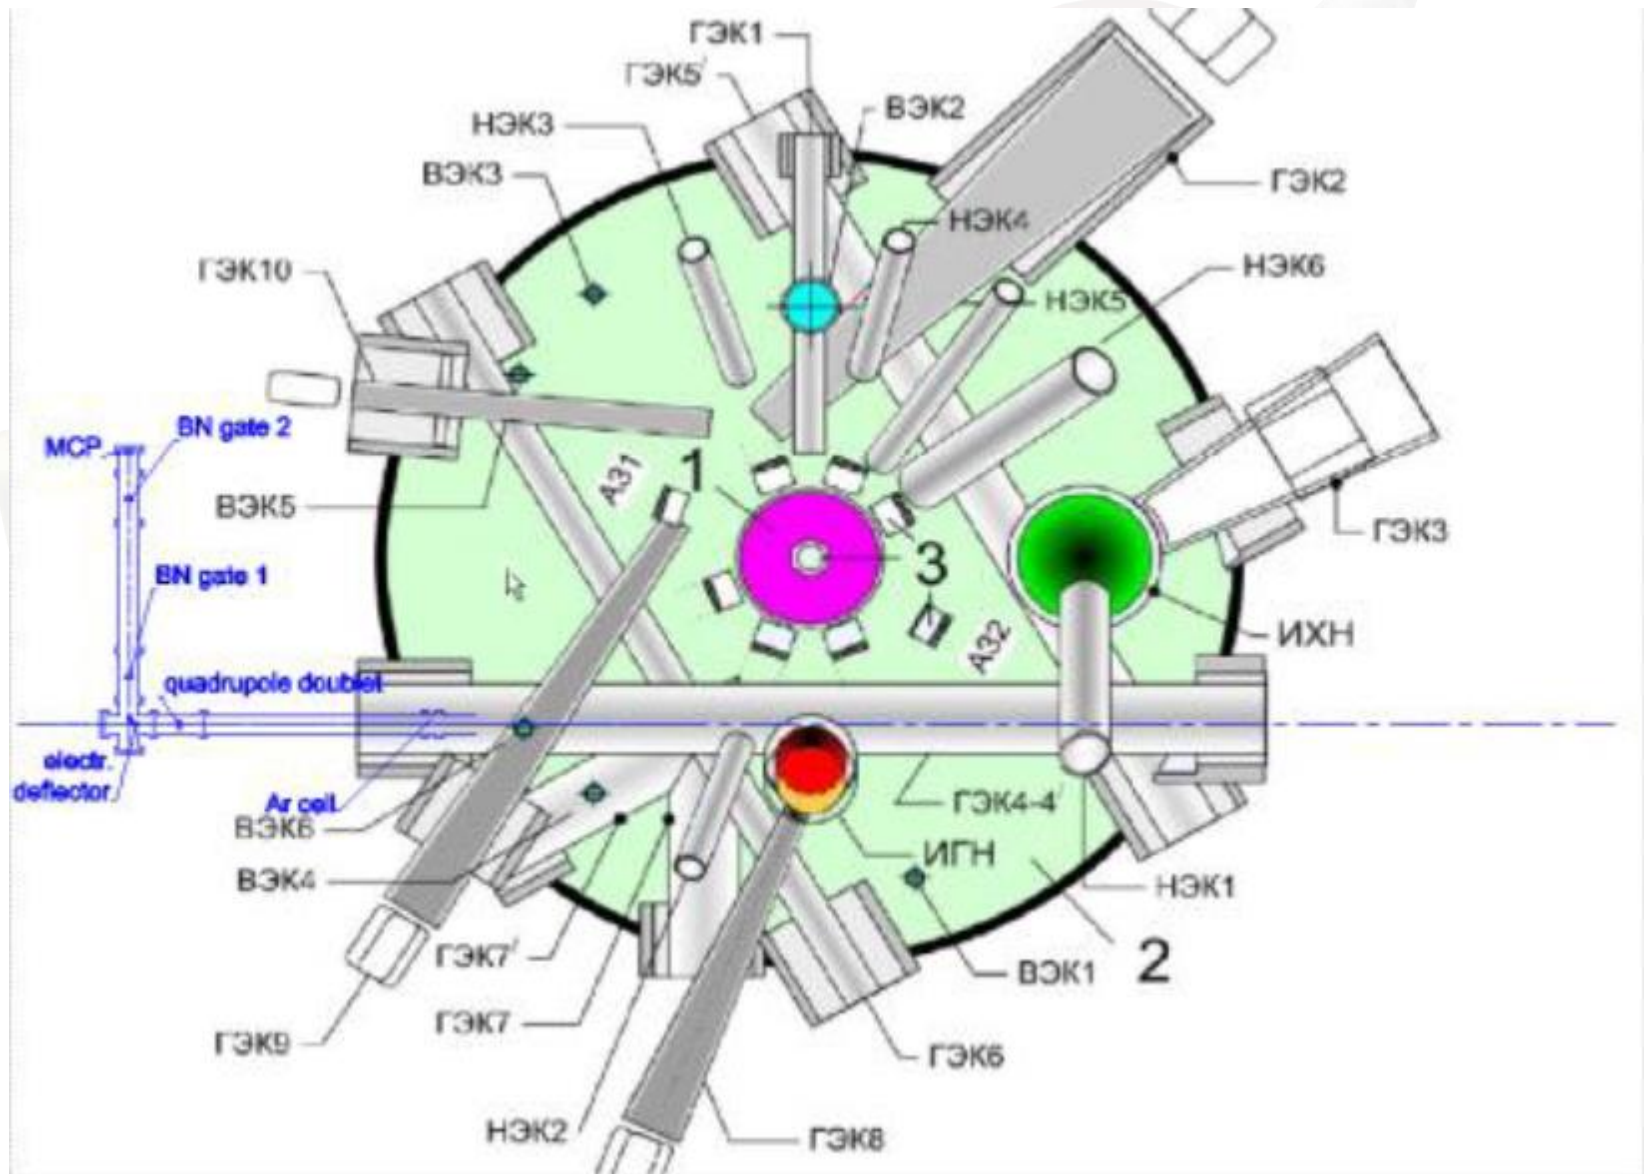 ГЭК1
ГЭК5'
ВЭК2
НЭК3
ВЭК3
ГЭК2
НЭК4
ГЭК10
НЭК6
НЭК5
BN gate 2
MCP
A31
1
ВЭК5
ГЭК3
3
BN gate 1
A32
ИХН
quadrupole doublet
electr.
deflector
Ar cell
ВЭК6
ГЭК4-4'
ИГН
ВЭК4
НЭК1
ГЭК7'
ВЭК1
2
ГЭК7
ГЭК9
ГЭК6
НЭК2
ГЭК8